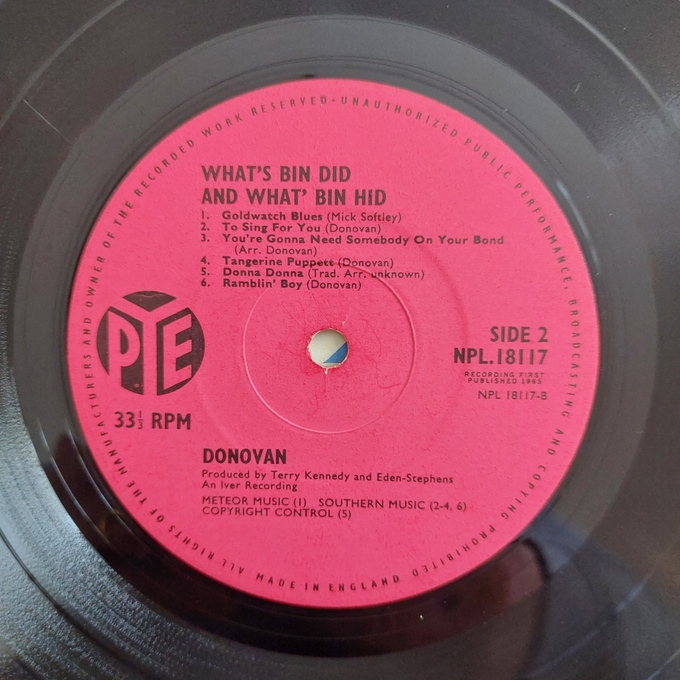 ALL RIGHTS OF THE MANUFACTURERS AND OWNER OF THE RECORDED WORK RESERVED • UNAUTHORIZED PUBLIC PERFORMANCE, BROADCASTING AND COPYING PROHIBITED
WHAT'S BIN DID
AND WHAT' BIN HID
1. Goldwatch Blues (Mick Softley)
2. To Sing For You (Donovan)
3. You're Gonna Need Somebody On Your Bond
(Arr. Donovan)
4. Tangerine Puppett (Donovan)
5. Donna Donna (Trad. Arr. unknown)
6. Ramblin' Boy (Donovan)
PYE
SIDE 2
NPL.18117
RECORDING FIRST
PUBLISHED 1965
NPL 18117-B
33⅓ RPM
DONOVAN
Produced by Terry Kennedy and Eden-Stephens
An Iver Recording
METEOR MUSIC (1) SOUTHERN MUSIC (2-4, 6)
COPYRIGHT CONTROL (5)
MADE IN ENGLAND